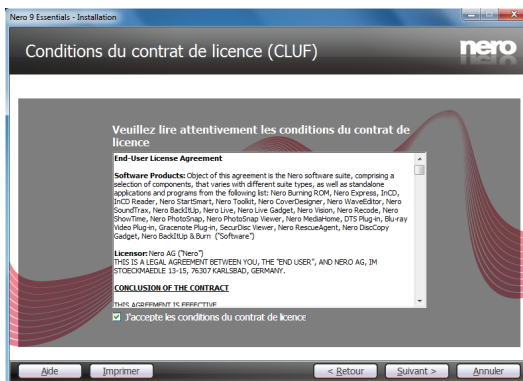 Nero 9 Essentials - Installation
Conditions du contrat de licence (CLUF)
nero
Veuillez lire attentivement les conditions du contrat de
licence
End-User License Agreement
Software Products: Object of this agreement is the Nero software suite, comprising a
selection of components, that varies with different suite types, as well as standalone
applications and programs from the following list: Nero Burning ROM, Nero Express, InCD,
InCD Reader, Nero StartSmart, Nero Toolkit, Nero CoverDesigner, Nero WaveEditor, Nero
SoundTrax, Nero BackItUp, Nero Live, Nero Live Gadget, Nero Vision, Nero Recode, Nero
ShowTime, Nero PhotoSnap, Nero PhotoSnap Viewer, Nero MediaHome, DTS Plug-in, Blu-ray
Video Plug-in, Gracenote Plug-in, SecurDisc Viewer, Nero RescueAgent, Nero DiscCopy
Gadget, Nero BackItUp & Burn ("Software")
Licensor: Nero AG ("Nero")
THIS IS A LEGAL AGREEMENT BETWEEN YOU, THE "END USER", AND NERO AG, IM
STOECKMAEDLE 13-15, 76307 KARLSBAD, GERMANY.
CONCLUSION OF THE CONTRACT
THIS AGREEMENT IS EFFECTIVE
J'accepte les conditions du contrat de licence
Aide
Imprimer
< Retour
Suivant >
Annuler